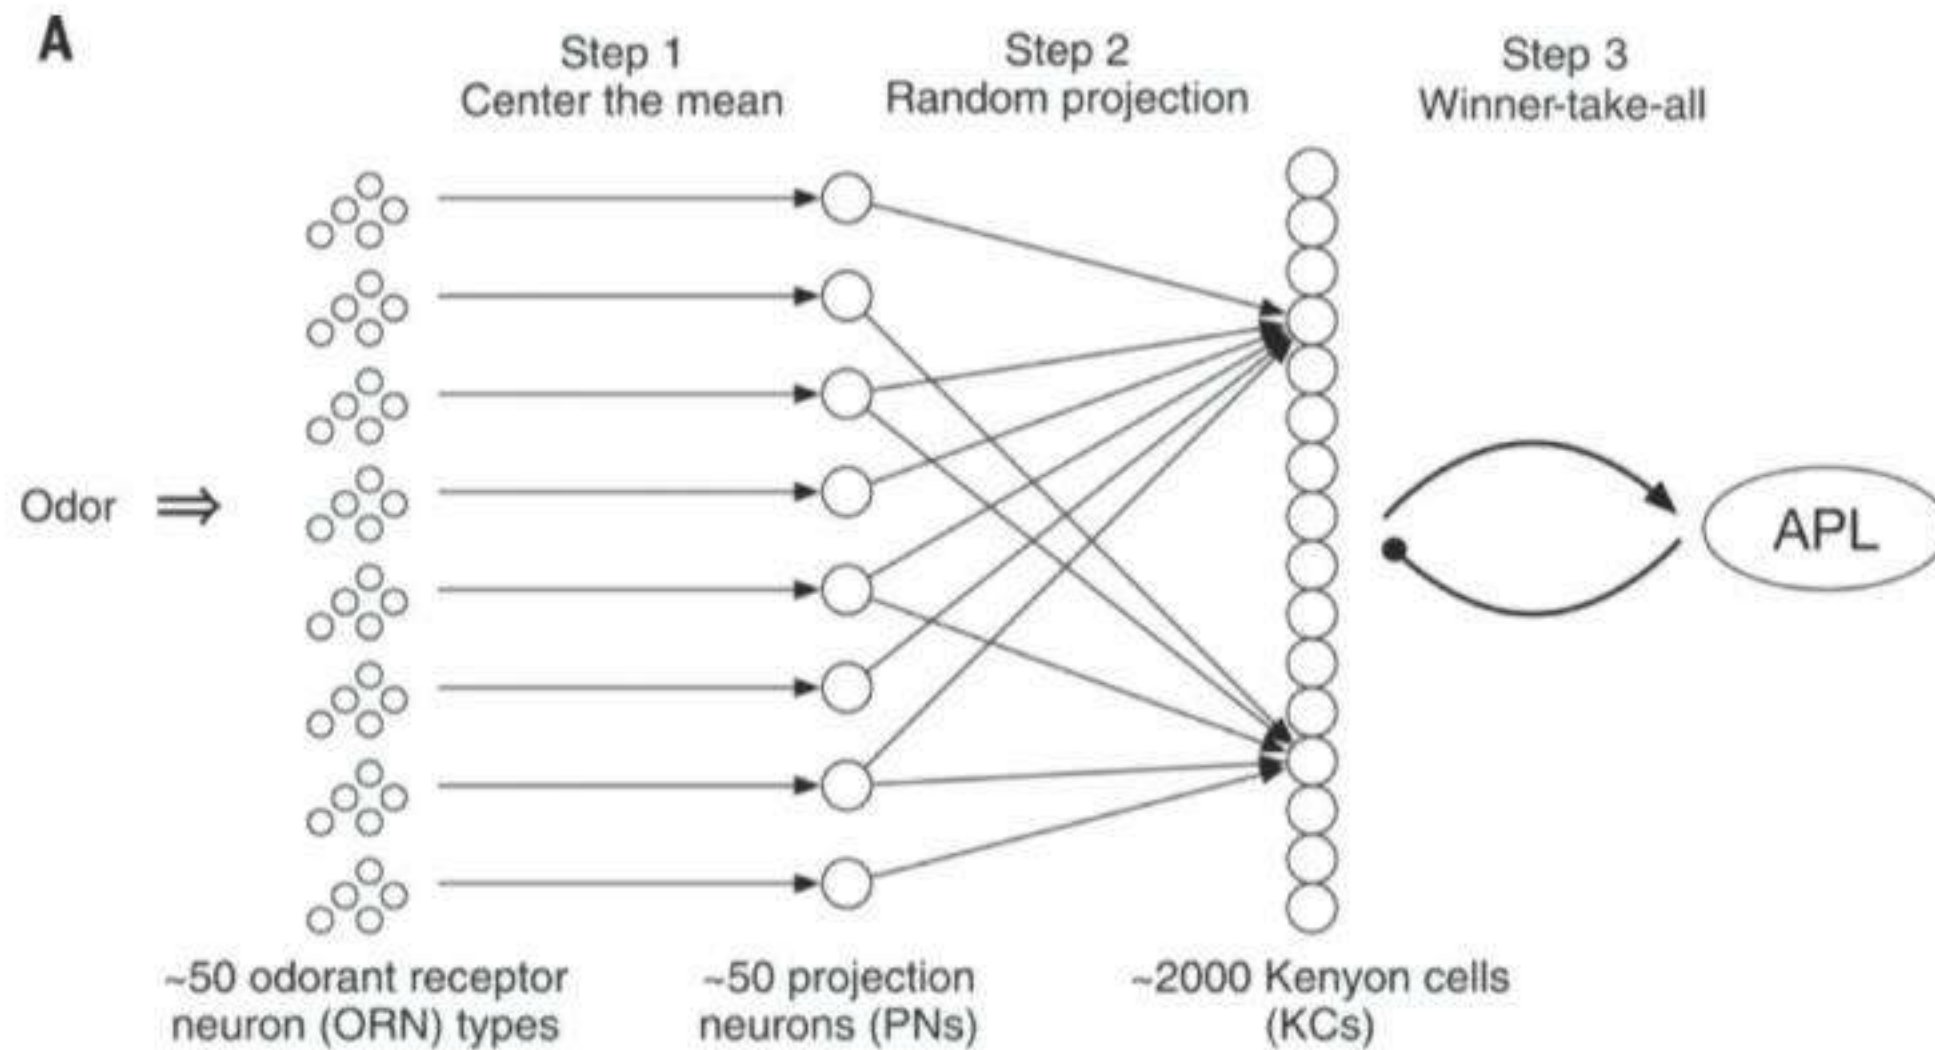 A
Step 1
Center the mean
Step 2
Random projection
Step 3
Winner-take-all
Odor ⇒
APL
~50 odorant receptor
neuron (ORN) types
~50 projection
neurons (PNs)
~2000 Kenyon cells
(KCs)